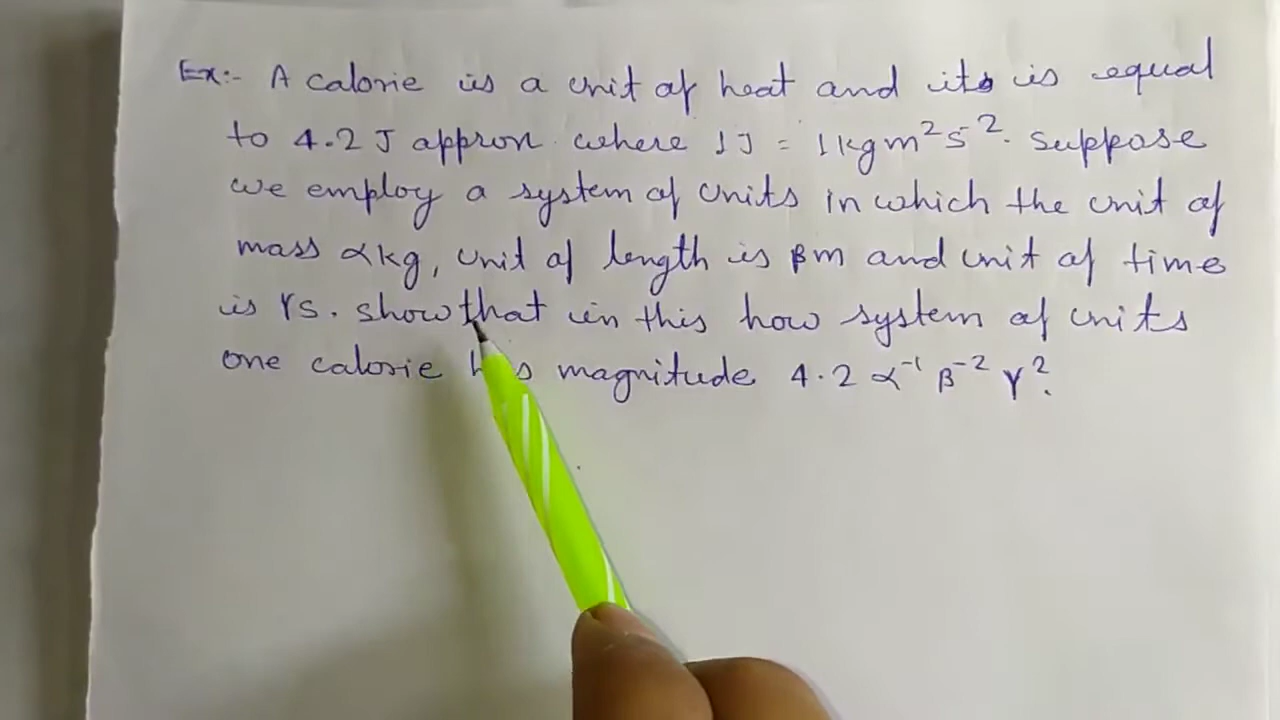 Ex:- A calorie is a unit of heat and its is equal
to 4.2 J approx. where 1J = 1kgm²s⁻². Suppose
we employ a system of units in which the unit of
mass αkg, unit of length is βm and unit of time
is γs. show that in this how system of units
one calorie has magnitude 4.2 α⁻¹ β⁻² γ².